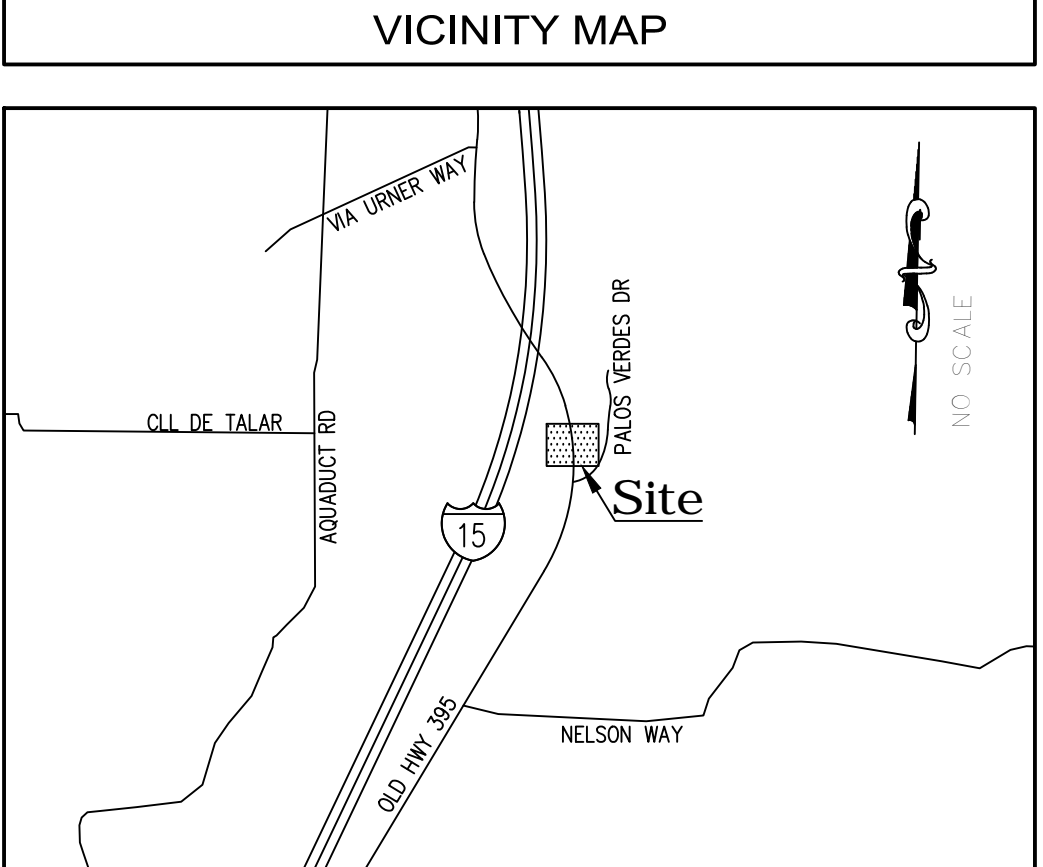 VICINITY MAP
VIA URNER WAY
PALOS VERDES DR
NO SCALE
CLL DE TALAR
AQUADUCT RD
Site
15
OLD HWY 395
NELSON WAY